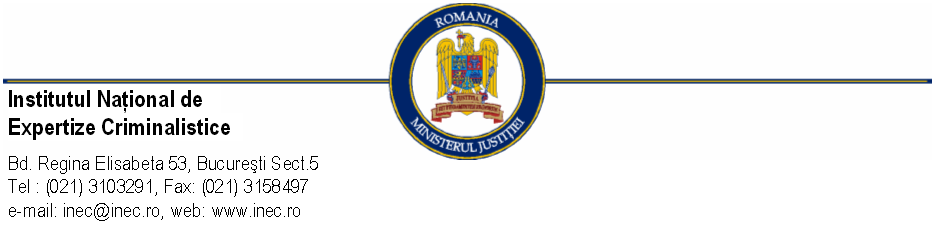 ROMANIA
MINISTERUL JUSTIŢIEI
Institutul Național de
Expertize Criminalistice
Bd. Regina Elisabeta 53, Bucureşti Sect.5
Tel : (021) 3103291, Fax: (021) 3158497
e-mail: inec@inec.ro, web: www.inec.ro